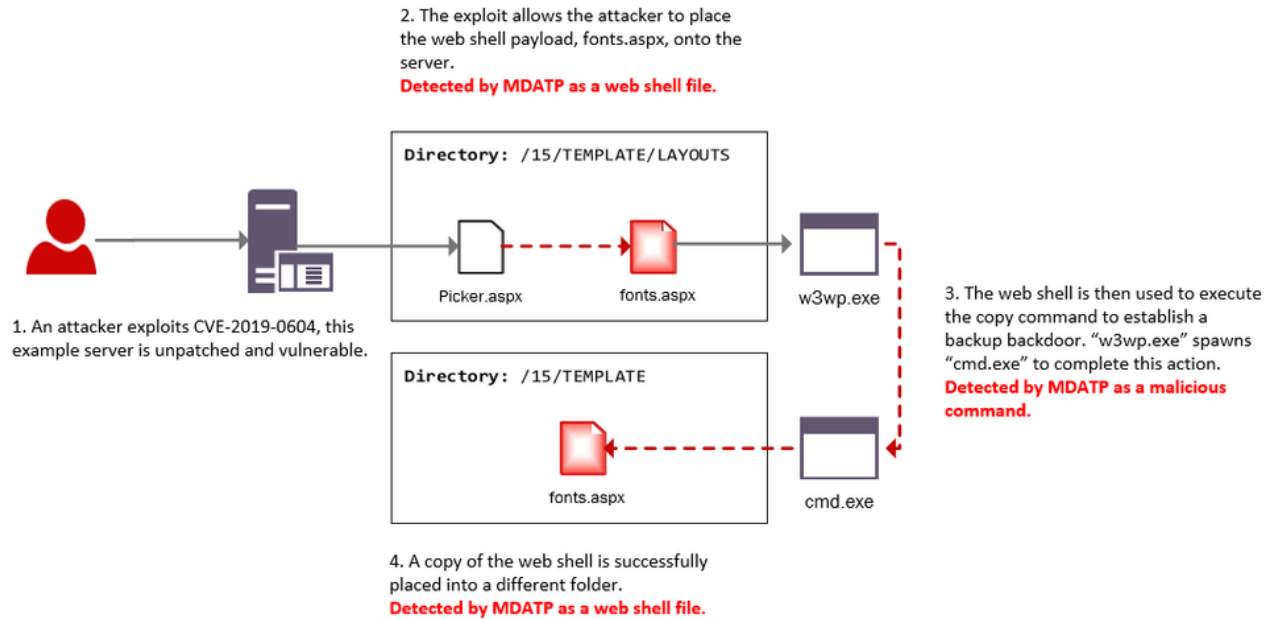 2. The exploit allows the attacker to place
the web shell payload, fonts.aspx, onto the
server.
Detected by MDATP as a web shell file.
Directory: /15/TEMPLATE/LAYOUTS
Picker.aspx
fonts.aspx
w3wp.exe
1. An attacker exploits CVE-2019-0604, this
example server is unpatched and vulnerable.
3. The web shell is then used to execute
the copy command to establish a
backup backdoor. “w3wp.exe” spawns
“cmd.exe” to complete this action.
Detected by MDATP as a malicious
command.
Directory: /15/TEMPLATE
fonts.aspx
cmd.exe
4. A copy of the web shell is successfully
placed into a different folder.
Detected by MDATP as a web shell file.